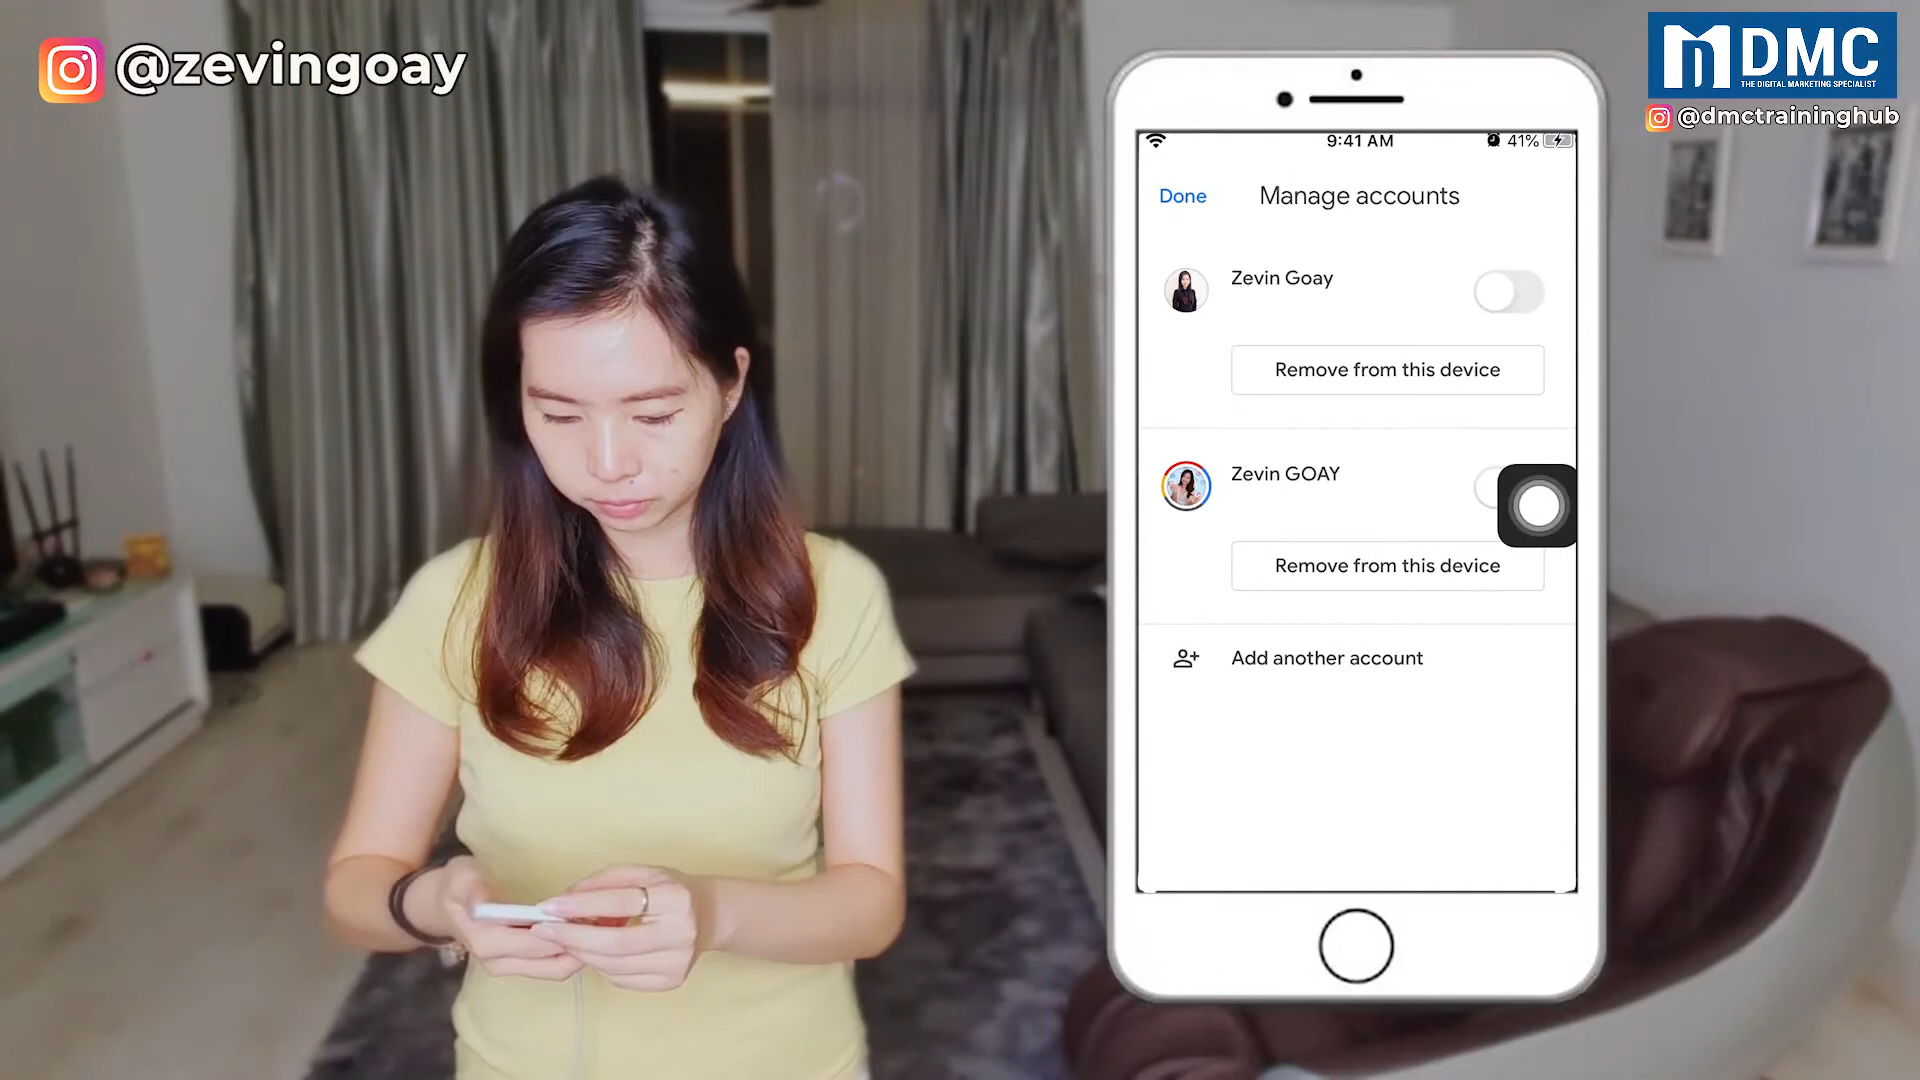 @zevingoay
DMC
THE DIGITAL MARKETING SPECIALIST
@dmctraininghub
9:41 AM
41%
Done
Manage accounts
Zevin Goay
Remove from this device
Zevin GOAY
Remove from this device
Add another account